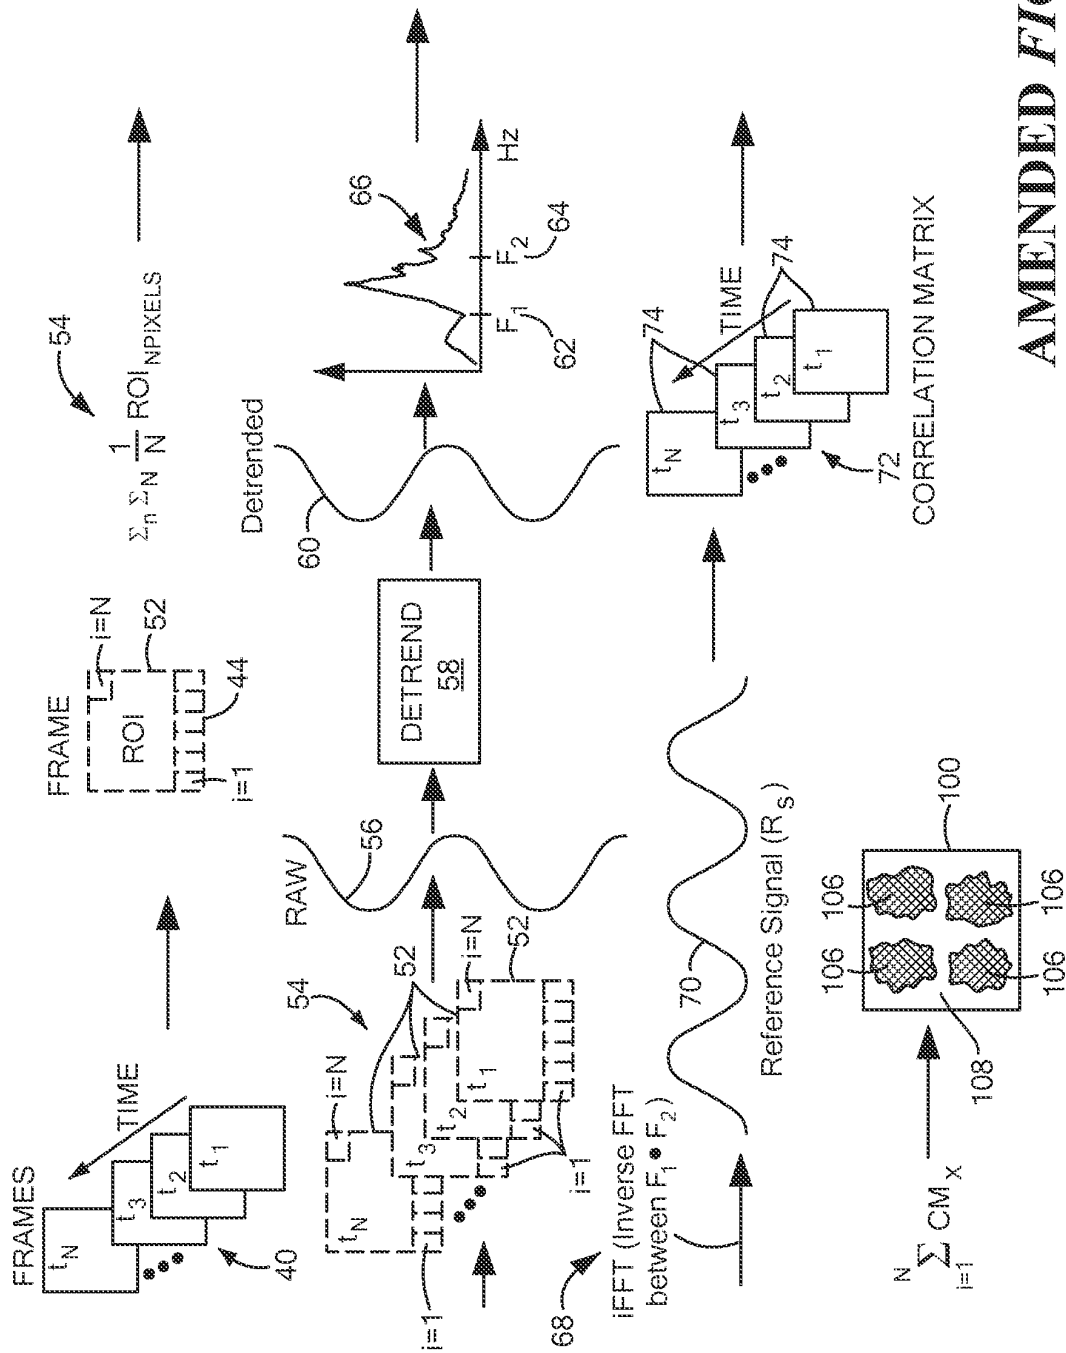 FRAMES
TIME
tN
t3
t2
t1
40
FRAME
ROI
i=N
52
44
i=1
54
Σn ΣN 1/N ROI NPIXELS
54
i=N
52
i=N
52
tN
t3
t2
t1
i=1
i=1
RAW
56
DETREND
58
Detrended
60
66
F1
F2
Hz
62
64
68
iFFT (Inverse FFT
between F1 • F2)
70
Reference Signal (Rs)
74
TIME
74
tN
t3
t2
t1
72
CORRELATION MATRIX
N
∑ CMX
i=1
106
106
100
106
106
108
AMENDED